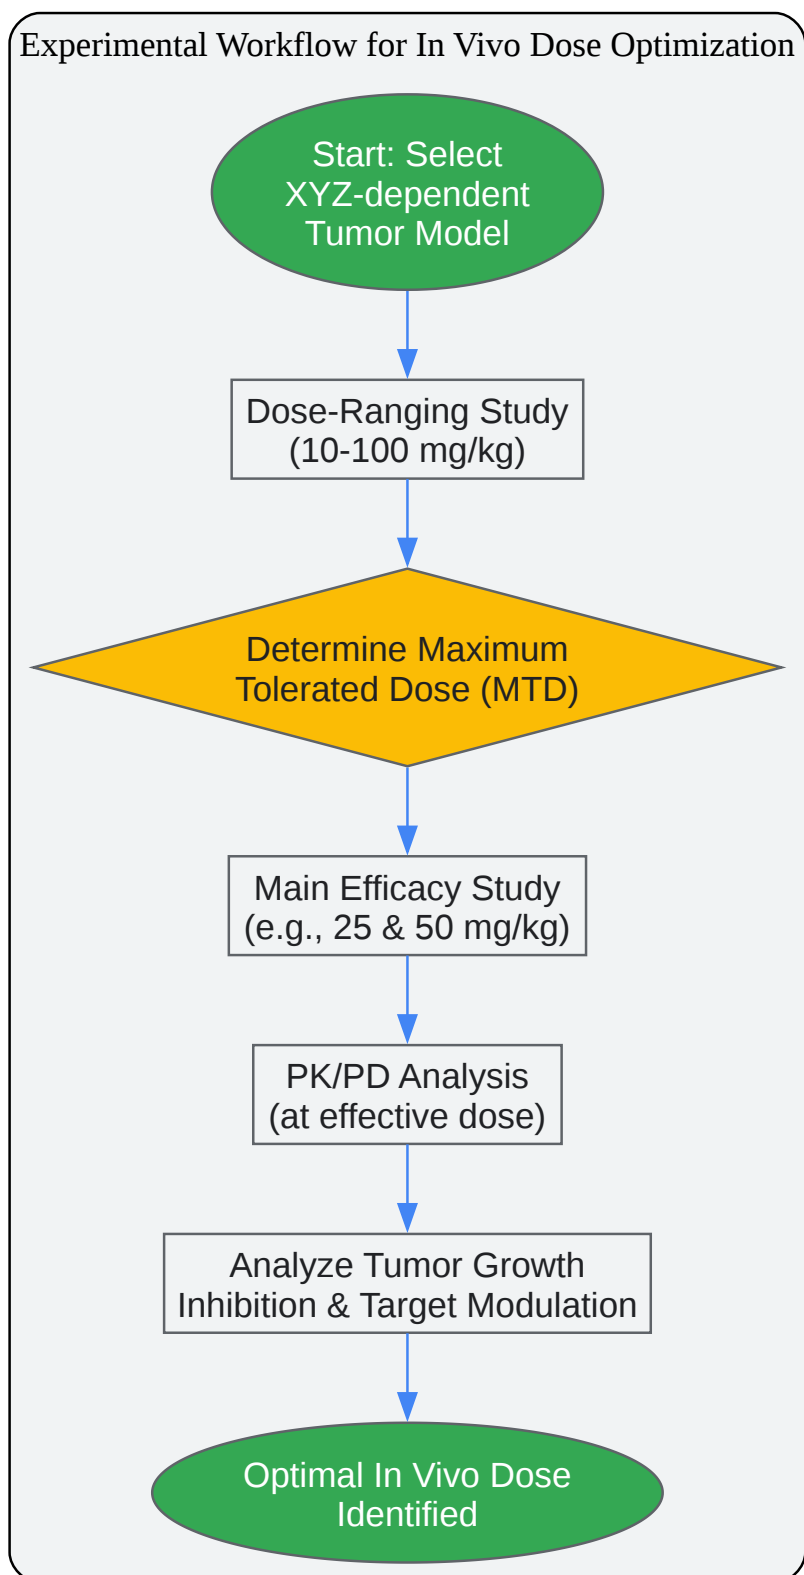 Experimental Workflow for In Vivo Dose Optimization
Start: Select
XYZ-dependent
Tumor Model
Dose-Ranging Study
(10-100 mg/kg)
Determine Maximum
Tolerated Dose (MTD)
Main Efficacy Study
(e.g., 25 & 50 mg/kg)
PK/PD Analysis
(at effective dose)
Analyze Tumor Growth
Inhibition & Target Modulation
Optimal In Vivo Dose
Identified